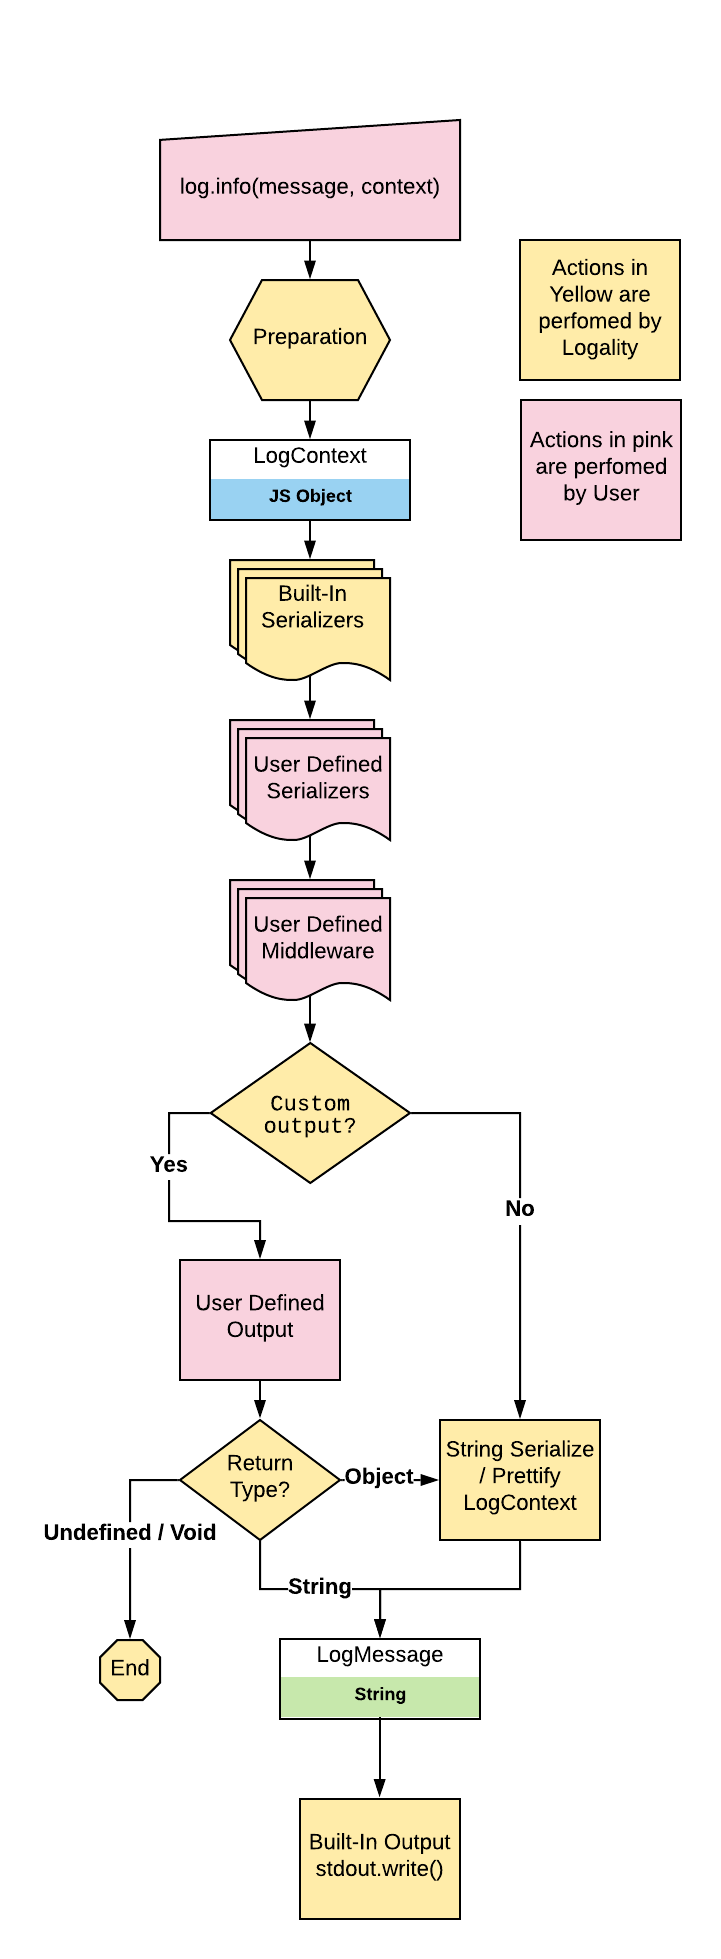 log.info(message, context)
Preparation
Actions in
Yellow are
perfomed by
Logality
LogContext
JS Object
Actions in pink
are perfomed
by User
Built-In
Serializers
User Defined
Serializers
User Defined
Middleware
Custom
output?
Yes
No
User Defined
Output
Return
Type?
Object
String Serialize
/ Prettify
LogContext
Undefined / Void
String
End
LogMessage
String
Built-In Output
stdout.write()